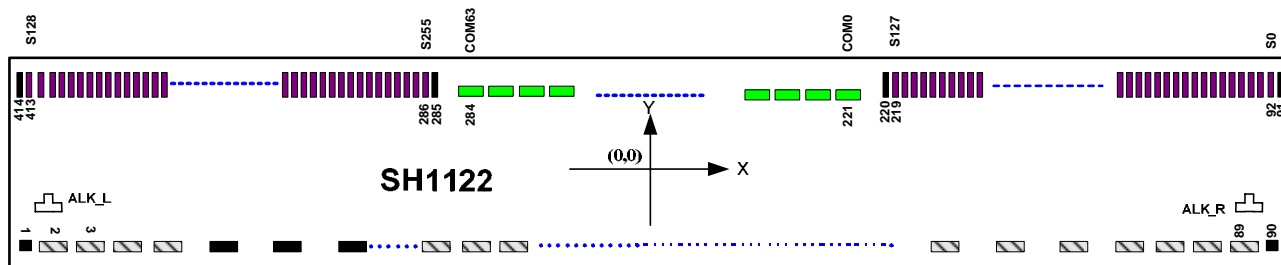 S128
S255
COM63
COM0
S127
S0
414
413
286
285
284
221
220
219
92
Y
(0,0)
X
SH1122
ALK_L
ALK_R
1
2
3
89
90